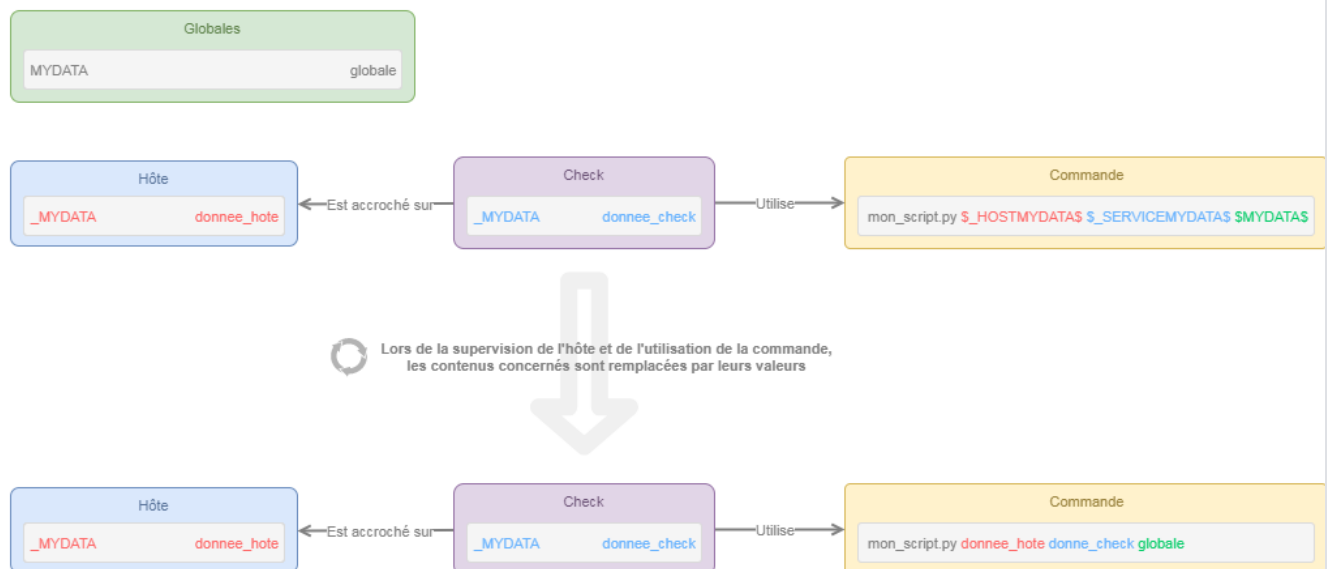 Globales
MYDATA globale
Hôte
Check
Commande
_MYDATA donnee_hote
Est accroché sur
_MYDATA donnee_check
Utilise
mon_script.py $_HOSTMYDATA$ $_SERVICEMYDATA$ $MYDATA$
Lors de la supervision de l'hôte et de l'utilisation de la commande,
les contenus concernés sont remplacées par leurs valeurs
Hôte
Check
Commande
_MYDATA donnee_hote
Est accroché sur
_MYDATA donnee_check
Utilise
mon_script.py donnee_hote donne_check globale